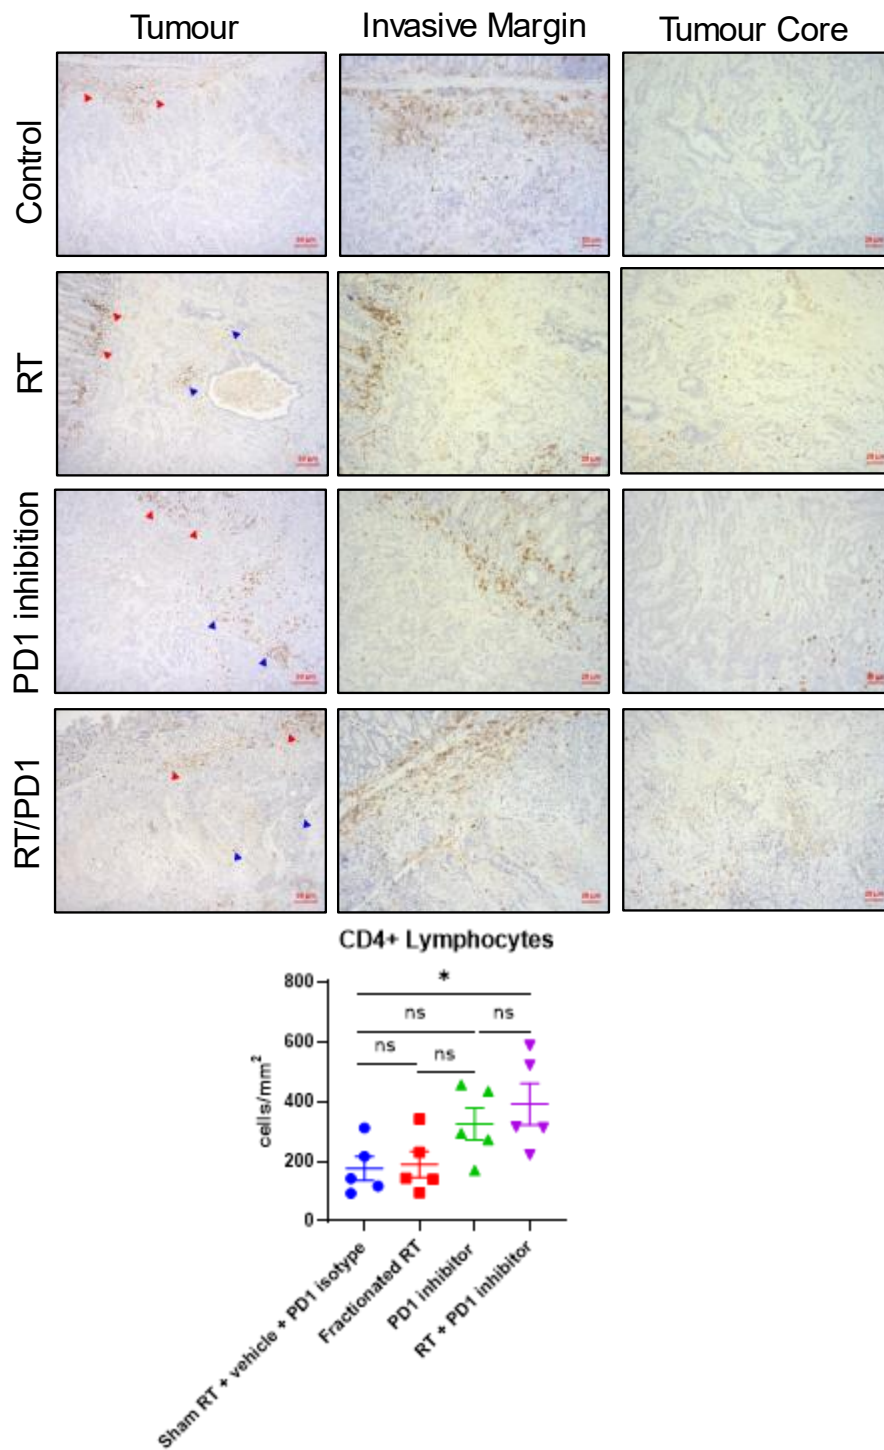 Tumour Invasive Margin Tumour Core
Control
RT
PD1 inhibition
RT/PD1
CD4+ Lymphocytes
800
600
400
200
0
cells/mm²
*
ns
ns
ns
ns
Sham RT + vehicle + PD1 isotype
Fractionated RT
PD1 inhibitor
RT + PD1 inhibitor